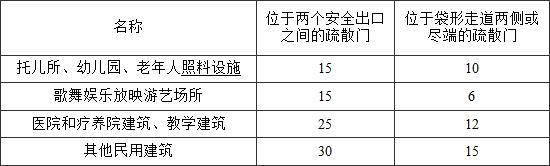 名称 位于两个安全出口之间的疏散门 位于袋形走道两侧或尽端的疏散门
托儿所、幼儿园、老年人照料设施 15 10
歌舞娱乐放映游艺场所 15 6
医院和疗养院建筑、教学建筑 25 12
其他民用建筑 30 15